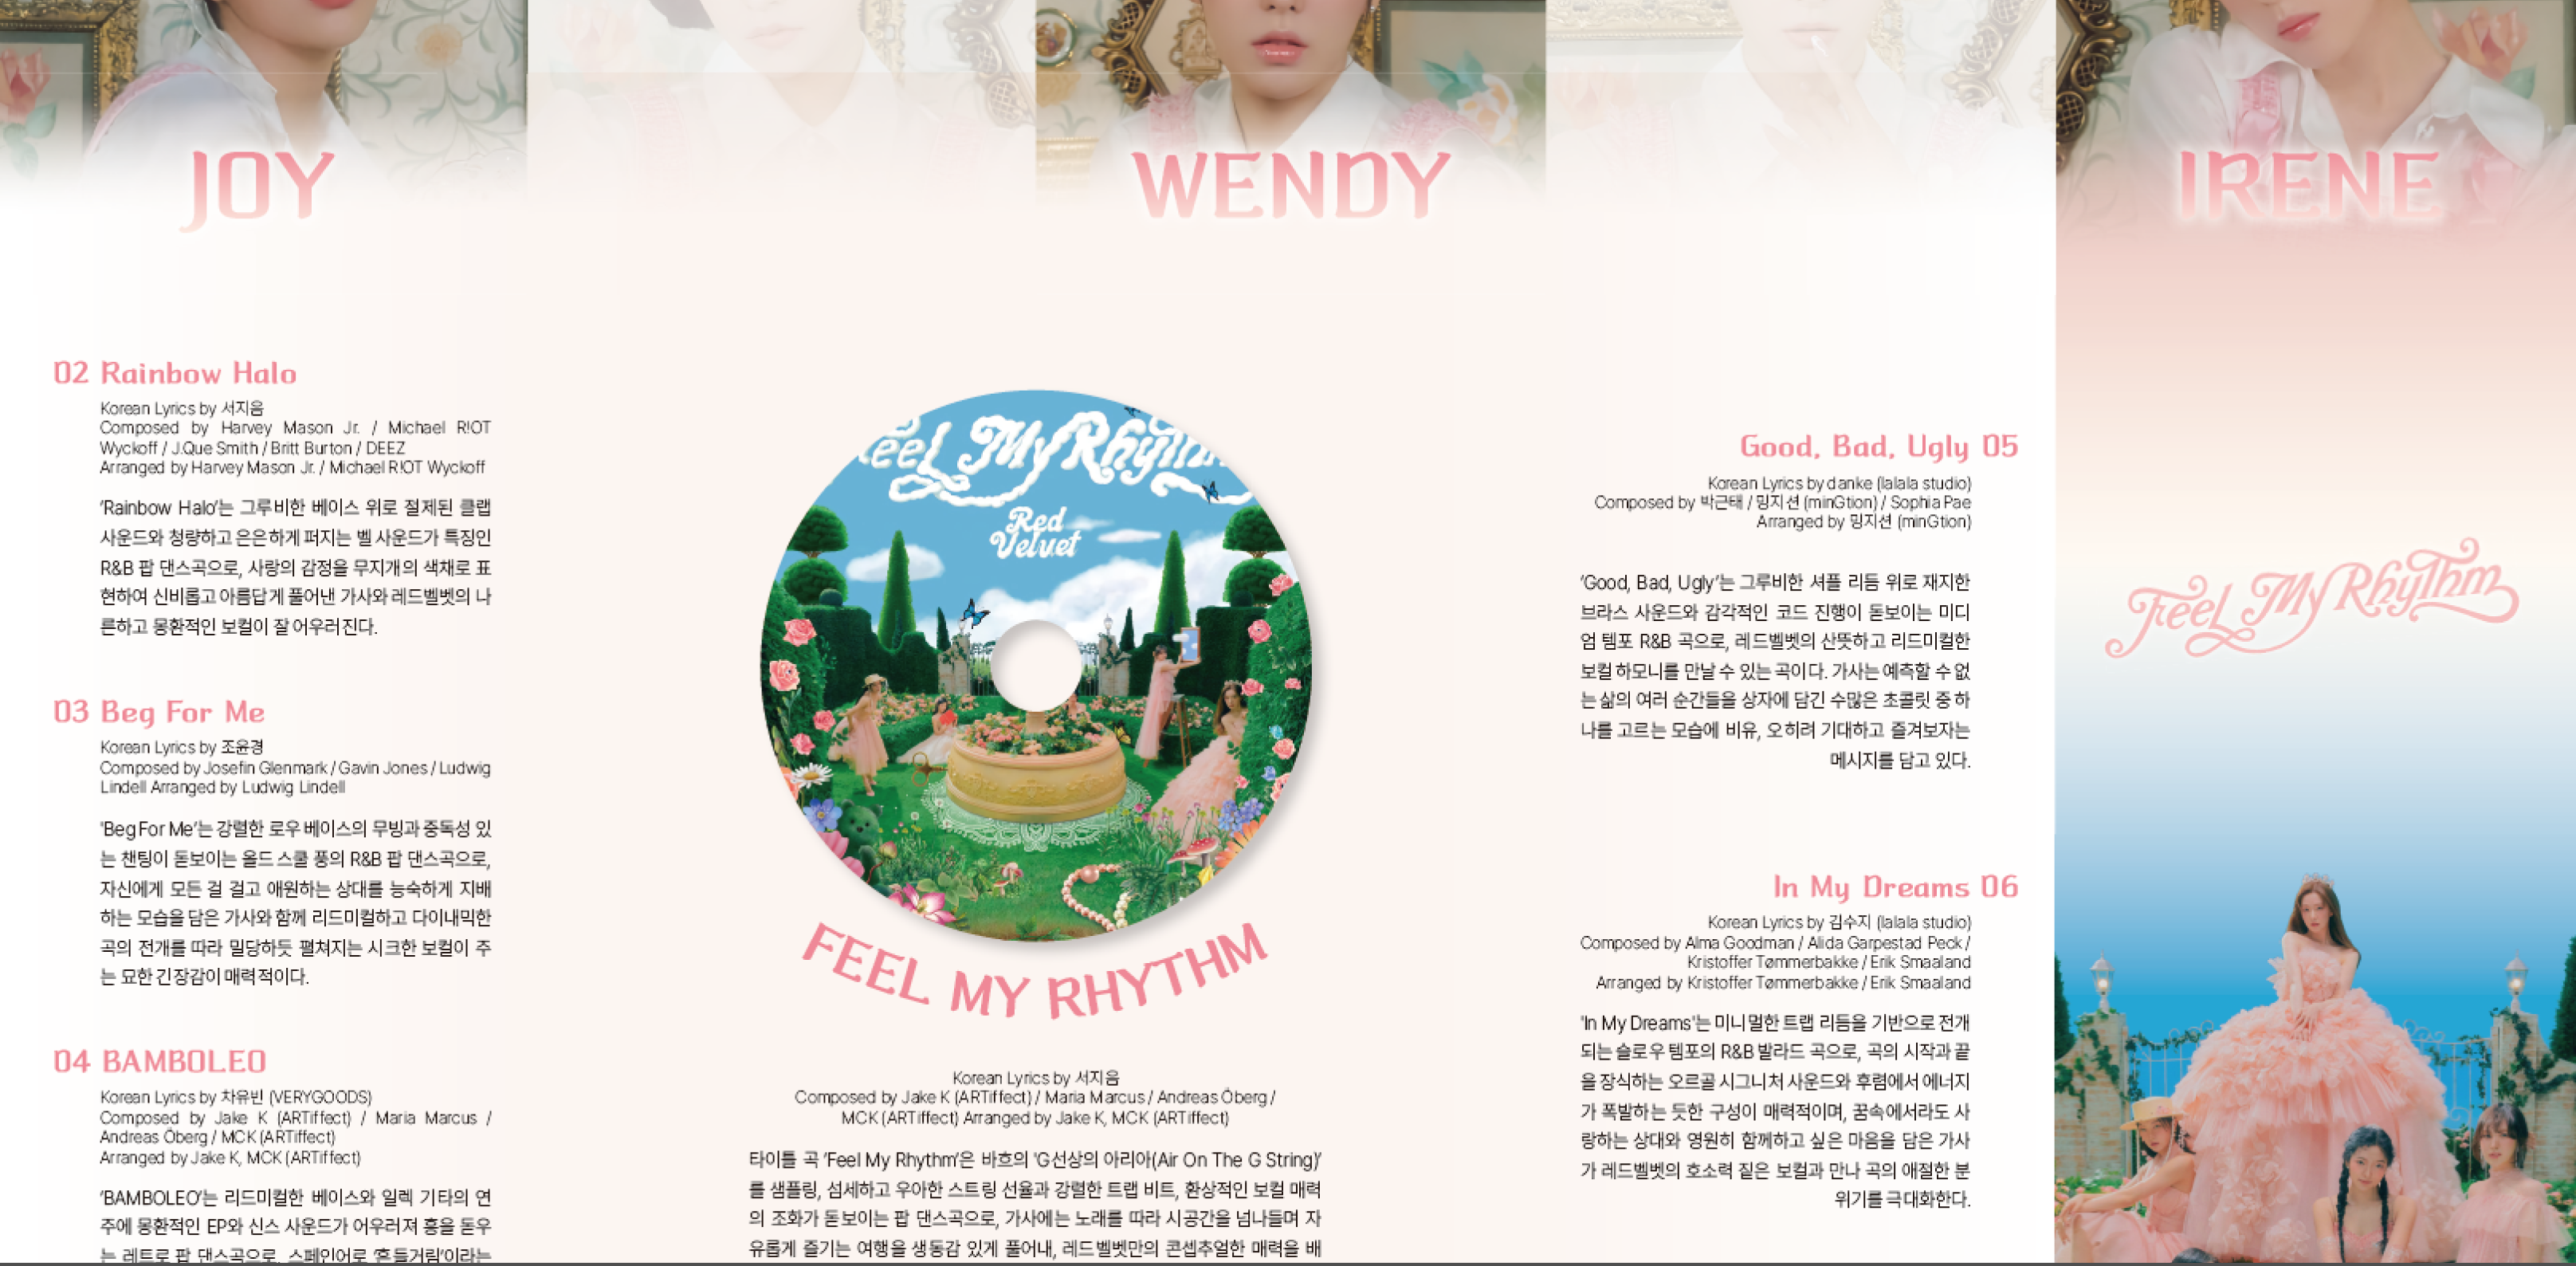 JOY
WENDY
IRENE
02 Rainbow Halo
Korean Lyrics by 서지음
Composed by Harvey Mason Jr. / Michael R!OT
Wyckoff / J.Que Smith / Britt Burton / DEEZ
Arranged by Harvey Mason Jr. / Michael R!OT Wyckoff
'Rainbow Halo'는 그루비한 베이스 위로 절제된 클랩
사운드와 청량하고 은은하게 퍼지는 벨 사운드가 특징인
R&B 팝 댄스곡으로, 사랑의 감정을 무지개의 색채로 표
현하여 신비롭고 아름답게 풀어낸 가사와 레드벨벳의 나
른하고 몽환적인 보컬이 잘 어우러진다.
03 Beg For Me
Korean Lyrics by 조윤경
Composed by Josefin Glenmark / Gavin Jones / Ludwig
Lindell Arranged by Ludwig Lindell
'Beg For Me'는 강렬한 로우 베이스의 무빙과 중독성 있
는 챈팅이 돋보이는 올드 스쿨 풍의 R&B 팝 댄스곡으로,
자신에게 모든 걸 걸고 애원하는 상대를 능숙하게 지배
하는 모습을 담은 가사와 함께 리드미컬하고 다이내믹한
곡의 전개를 따라 밀당하듯 펼쳐지는 시크한 보컬이 주
는 묘한 긴장감이 매력적이다.
04 BAMBOLEO
Korean Lyrics by 차유빈 (VERYGOODS)
Composed by Jake K (ARTiffect) / Maria Marcus /
Andreas Öberg / MCK (ARTiffect)
Arranged by Jake K, MCK (ARTiffect)
'BAMBOLEO'는 리드미컬한 베이스와 일렉 기타의 연
주에 몽환적인 EP와 신스 사운드가 어우러져 흥을 돋우
는 레트로 팝 댄스곡으로, 스페인어로 '흔들거림'이라는
Feel My Rhythm
Red
Velvet
FEEL MY RHYTHM
Korean Lyrics by 서지음
Composed by Jake K (ARTiffect) / Maria Marcus / Andreas Öberg /
MCK (ARTiffect) Arranged by Jake K, MCK (ARTiffect)
타이틀 곡 'Feel My Rhythm'은 바흐의 'G선상의 아리아(Air On The G String)'
를 샘플링, 섬세하고 우아한 스트링 선율과 강렬한 트랩 비트, 환상적인 보컬 매력
의 조화가 돋보이는 팝 댄스곡으로, 가사에는 노래를 따라 시공간을 넘나들며 자
유롭게 즐기는 여행을 생동감 있게 풀어내, 레드벨벳만의 콘셉추얼한 매력을 배
Good, Bad, Ugly 05
Korean Lyrics by danke (lalala studio)
Composed by 박근태 / 밍지션 (minGtion) / Sophia Pae
Arranged by 밍지션 (minGtion)
'Good, Bad, Ugly'는 그루비한 셔플 리듬 위로 재지한
브라스 사운드와 감각적인 코드 진행이 돋보이는 미디
엄 템포 R&B 곡으로, 레드벨벳의 산뜻하고 리드미컬한
보컬 하모니를 만날 수 있는 곡이다. 가사는 예측할 수 없
는 삶의 여러 순간들을 상자에 담긴 수많은 초콜릿 중 하
나를 고르는 모습에 비유, 오히려 기대하고 즐겨보자는
메시지를 담고 있다.
In My Dreams 06
Korean Lyrics by 김수지 (lalala studio)
Composed by Alma Goodman / Alida Garpestad Peck /
Kristoffer Tømmerbakke / Erik Smaaland
Arranged by Kristoffer Tømmerbakke / Erik Smaaland
'In My Dreams'는 미니멀한 트랩 리듬을 기반으로 전개
되는 슬로우 템포의 R&B 발라드 곡으로, 곡의 시작과 끝
을 장식하는 오르골 시그니처 사운드와 후렴에서 에너지
가 폭발하는 듯한 구성이 매력적이며, 꿈속에서라도 사
랑하는 상대와 영원히 함께하고 싶은 마음을 담은 가사
가 레드벨벳의 호소력 짙은 보컬과 만나 곡의 애절한 분
위기를 극대화한다.
Feel My Rhythm